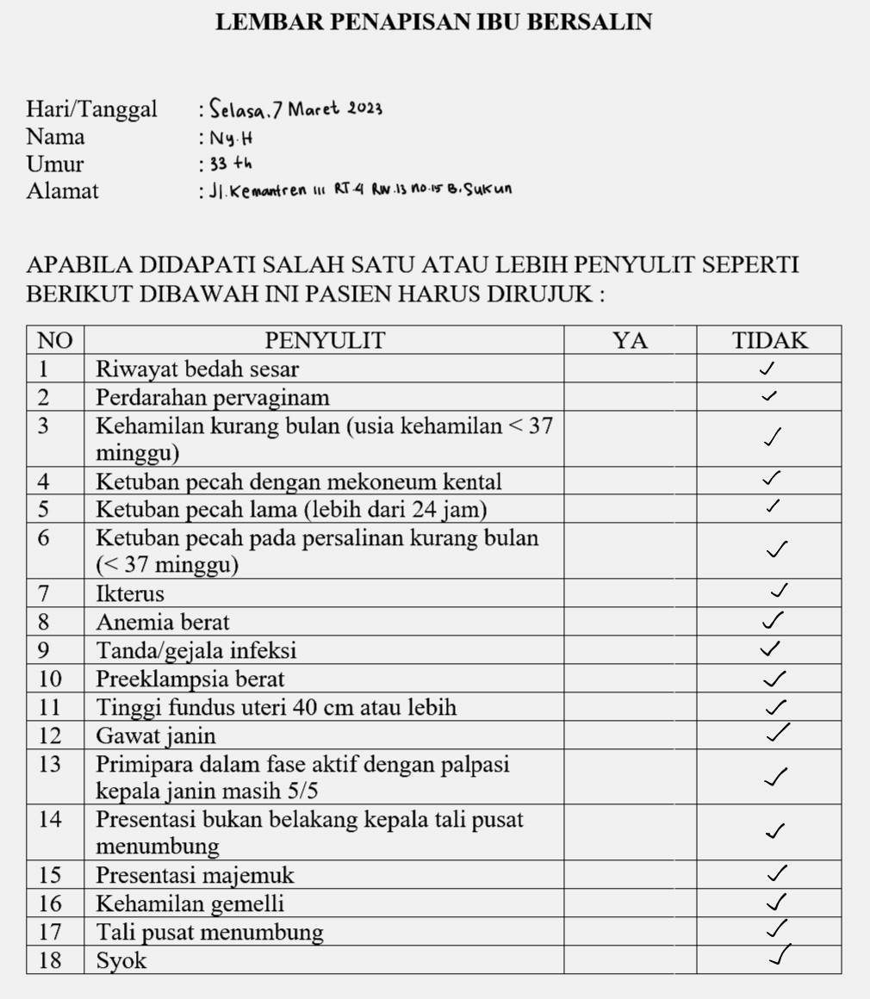 LEMBAR PENAPISAN IBU BERSALIN
Hari/Tanggal : Selasa, 7 Maret 2023
Nama : Ny. H
Umur : 33 th
Alamat : Jl. Kemantren III RT.4 RW.13 no.15 B. Sukun
APABILA DIDAPATI SALAH SATU ATAU LEBIH PENYULIT SEPERTI
BERIKUT DIBAWAH INI PASIEN HARUS DIRUJUK :
NO PENYULIT YA TIDAK
1 Riwayat bedah sesar ✓
2 Perdarahan pervaginam ✓
3 Kehamilan kurang bulan (usia kehamilan < 37
minggu) ✓
4 Ketuban pecah dengan mekoneum kental ✓
5 Ketuban pecah lama (lebih dari 24 jam) ✓
6 Ketuban pecah pada persalinan kurang bulan
(< 37 minggu) ✓
7 Ikterus ✓
8 Anemia berat ✓
9 Tanda/gejala infeksi ✓
10 Preeklampsia berat ✓
11 Tinggi fundus uteri 40 cm atau lebih ✓
12 Gawat janin ✓
13 Primipara dalam fase aktif dengan palpasi
kepala janin masih 5/5 ✓
14 Presentasi bukan belakang kepala tali pusat
menumbung ✓
15 Presentasi majemuk ✓
16 Kehamilan gemelli ✓
17 Tali pusat menumbung ✓
18 Syok ✓